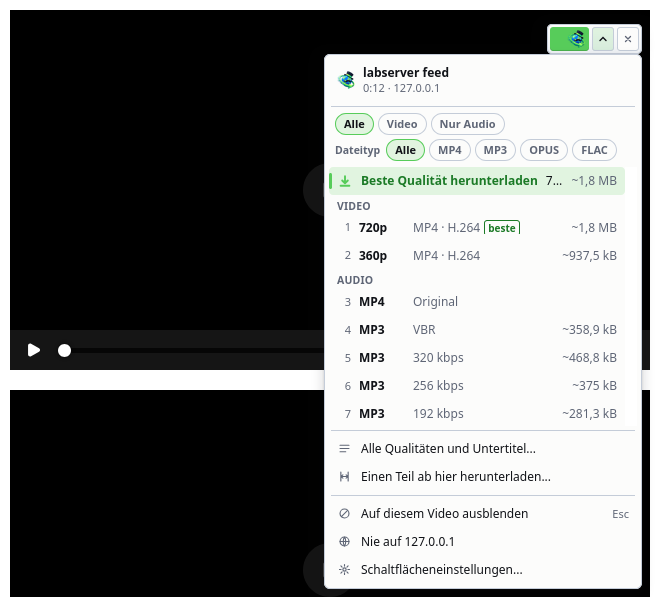 labserver feed
0:12 · 127.0.0.1
Alle Video Nur Audio
Dateityp Alle MP4 MP3 OPUS FLAC
Beste Qualität herunterladen 7... ~1,8 MB
VIDEO
1 720p MP4 · H.264 beste ~1,8 MB
2 360p MP4 · H.264 ~937,5 kB
AUDIO
3 MP4 Original
4 MP3 VBR ~358,9 kB
5 MP3 320 kbps ~468,8 kB
6 MP3 256 kbps ~375 kB
7 MP3 192 kbps ~281,3 kB
Alle Qualitäten und Untertitel...
Einen Teil ab hier herunterladen...
Auf diesem Video ausblenden Esc
Nie auf 127.0.0.1
Schaltflächeneinstellungen...